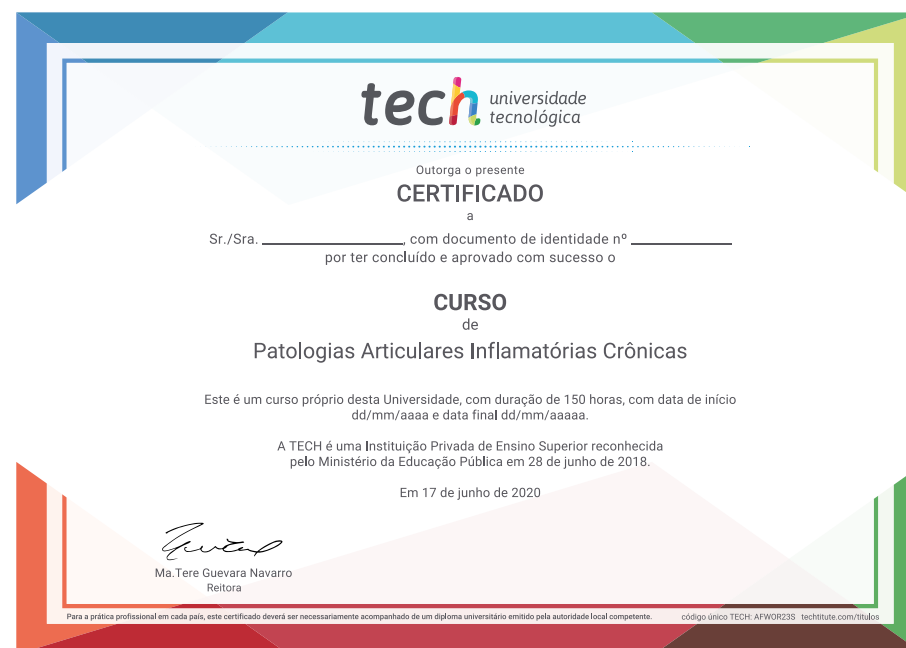 tech universidade
tecnológica
Outorga o presente
CERTIFICADO
a
Sr./Sra. ________________, com documento de identidade nº ____________
por ter concluído e aprovado com sucesso o
CURSO
de
Patologias Articulares Inflamatórias Crônicas
Este é um curso próprio desta Universidade, com duração de 150 horas, com data de início
dd/mm/aaaa e data final dd/mm/aaaaa.
A TECH é uma Instituição Privada de Ensino Superior reconhecida
pelo Ministério da Educação Pública em 28 de junho de 2018.
Em 17 de junho de 2020
Ma.Tere Guevara Navarro
Reitora
Para a prática profissional em cada país, este certificado deverá ser necessariamente acompanhado de um diploma universitário emitido pela autoridade local competente. código único TECH: AFWOR23S techtitute.com/titulos